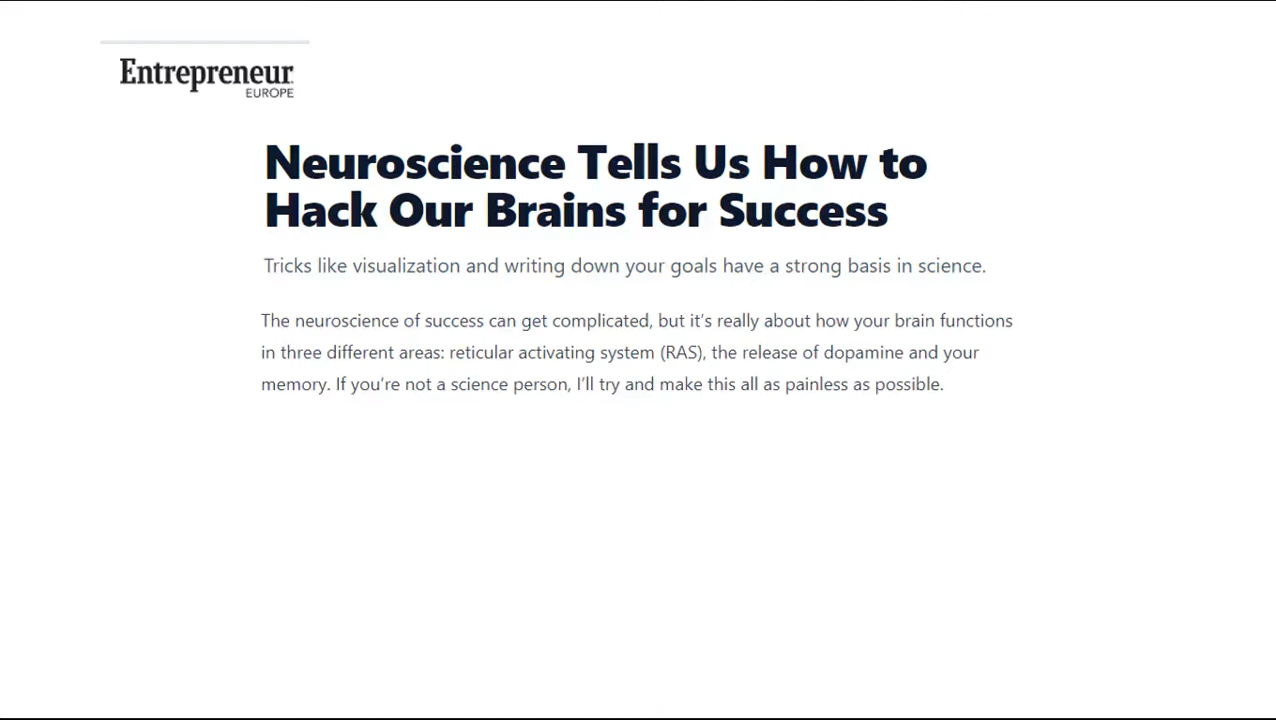 Entrepreneur
EUROPE
Neuroscience Tells Us How to
Hack Our Brains for Success
Tricks like visualization and writing down your goals have a strong basis in science.
The neuroscience of success can get complicated, but it’s really about how your brain functions
in three different areas: reticular activating system (RAS), the release of dopamine and your
memory. If you’re not a science person, I’ll try and make this all as painless as possible.